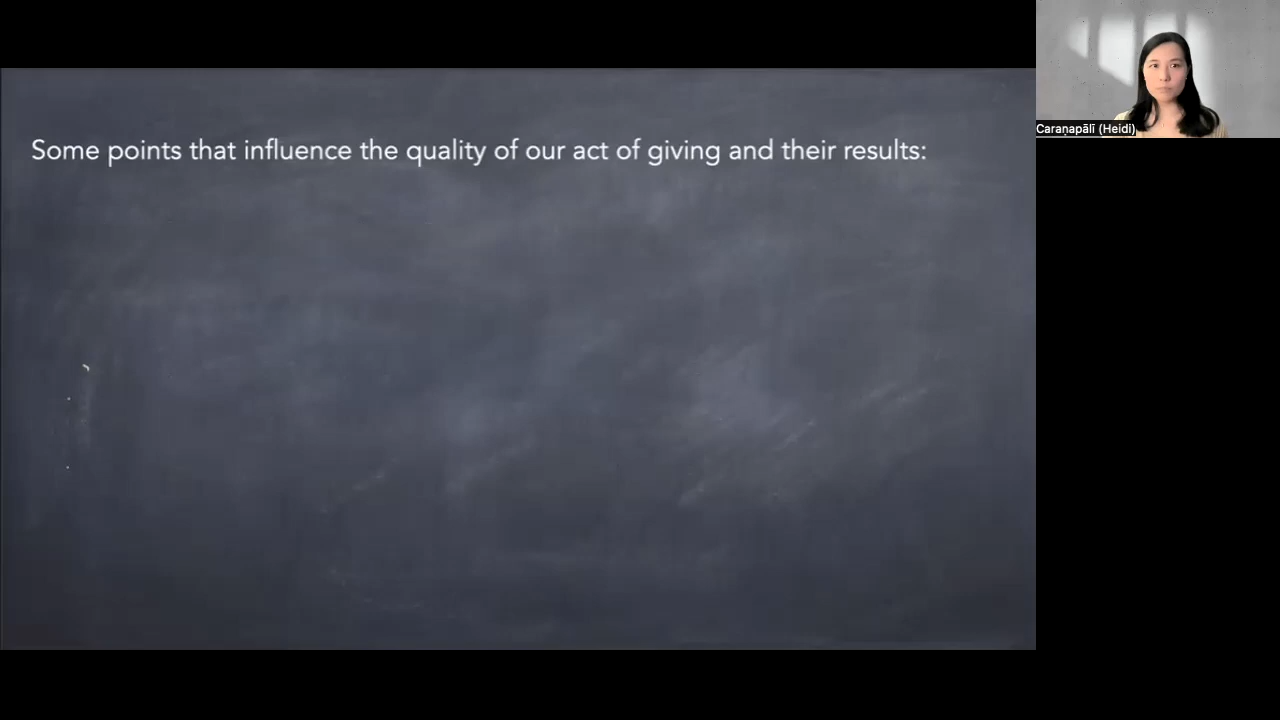 Some points that influence the quality of our act of giving and their results:
Caraṇapālī (Heidi)